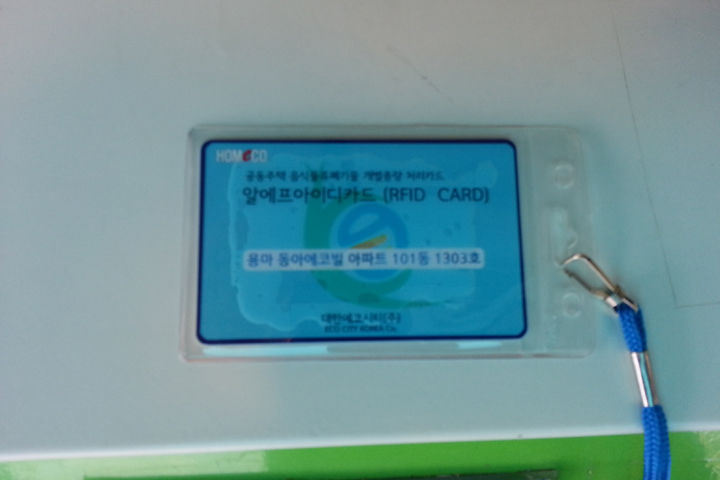 HOMeCO
공동주택 음식물류폐기물 개별종량 처리카드
알에프아이디카드 (RFID CARD)
용마 동아에코빌 아파트 101동 1303호
대한에코시티(주)
ECO CITY KOREA Co.